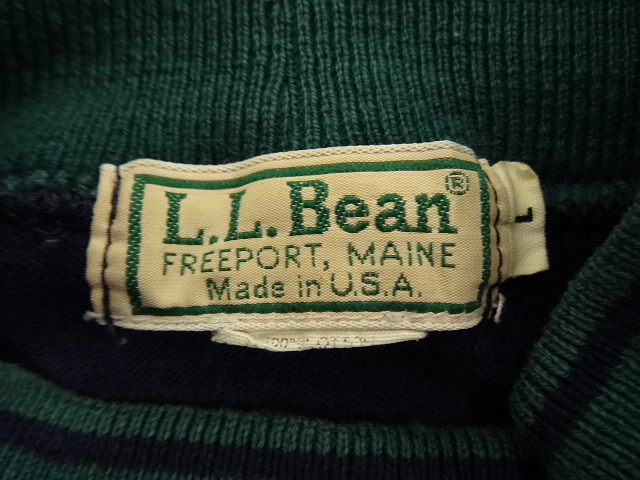 L.L.Bean®
FREEPORT, MAINE
Made in U.S.A.
L